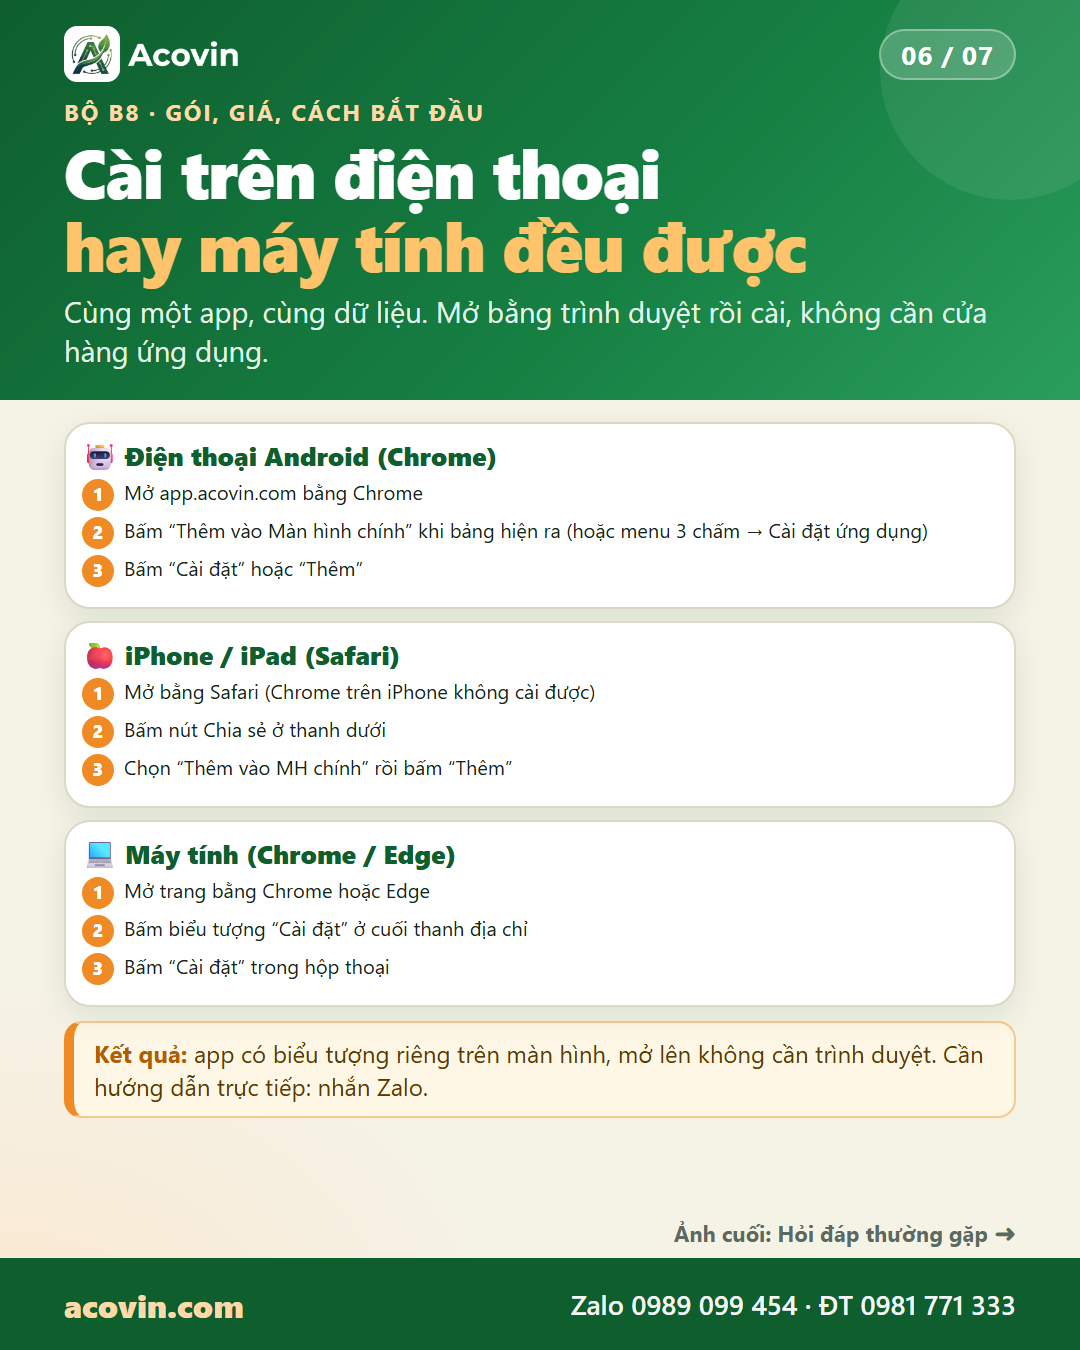 Acovin
06 / 07
BỘ B8 · GÓI, GIÁ, CÁCH BẮT ĐẦU
Cài trên điện thoại
hay máy tính đều được
Cùng một app, cùng dữ liệu. Mở bằng trình duyệt rồi cài, không cần cửa
hàng ứng dụng.
Điện thoại Android (Chrome)
1 Mở app.acovin.com bằng Chrome
2 Bấm “Thêm vào Màn hình chính” khi bảng hiện ra (hoặc menu 3 chấm → Cài đặt ứng dụng)
3 Bấm “Cài đặt” hoặc “Thêm”
iPhone / iPad (Safari)
1 Mở bằng Safari (Chrome trên iPhone không cài được)
2 Bấm nút Chia sẻ ở thanh dưới
3 Chọn “Thêm vào MH chính” rồi bấm “Thêm”
Máy tính (Chrome / Edge)
1 Mở trang bằng Chrome hoặc Edge
2 Bấm biểu tượng “Cài đặt” ở cuối thanh địa chỉ
3 Bấm “Cài đặt” trong hộp thoại
Kết quả: app có biểu tượng riêng trên màn hình, mở lên không cần trình duyệt. Cần
hướng dẫn trực tiếp: nhắn Zalo.
Ảnh cuối: Hỏi đáp thường gặp →
acovin.com
Zalo 0989 099 454 · ĐT 0981 771 333